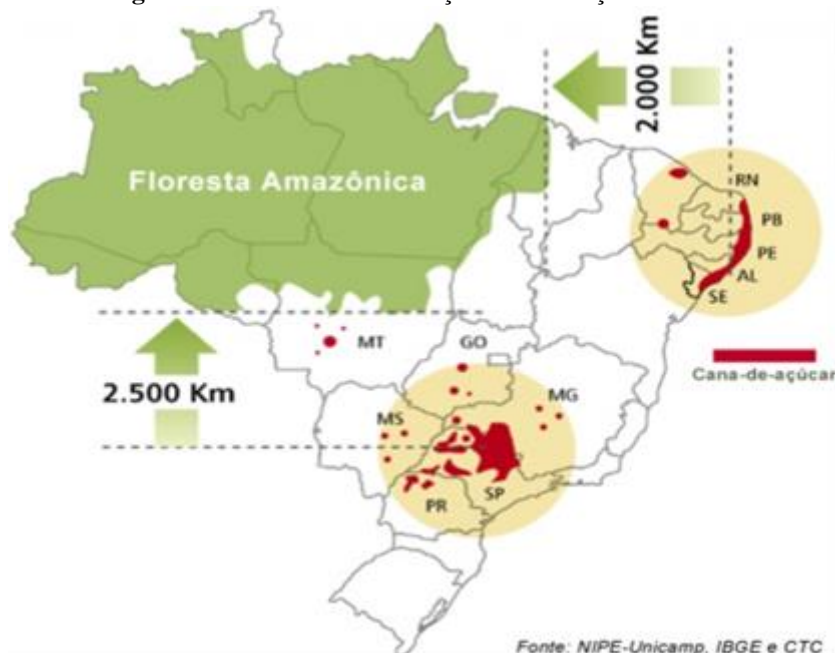 2.000 Km
Floresta Amazônica
RN
PB
PE
AL
SE
MT
GO
Cana-de-açúcar
2.500 Km
MG
MS
SP
PR
Fonte: NIPE-Unicamp, IBGE e CTC